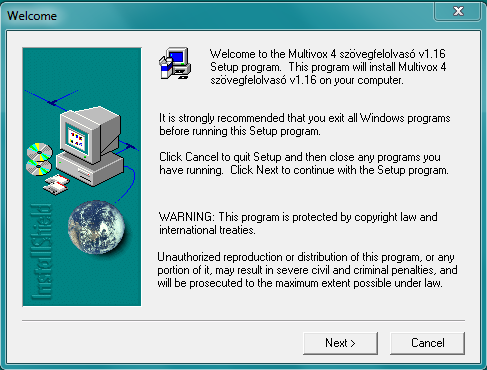 Welcome
Welcome to the Multivox 4 szövegfelolvasó v1.16
Setup program. This program will install Multivox 4
szövegfelolvasó v1.16 on your computer.
It is strongly recommended that you exit all Windows programs
before running this Setup program.
Click Cancel to quit Setup and then close any programs you
have running. Click Next to continue with the Setup program.
WARNING: This program is protected by copyright law and
international treaties.
Unauthorized reproduction or distribution of this program, or any
portion of it, may result in severe civil and criminal penalties, and
will be prosecuted to the maximum extent possible under law.
InstallShield
Next >
Cancel